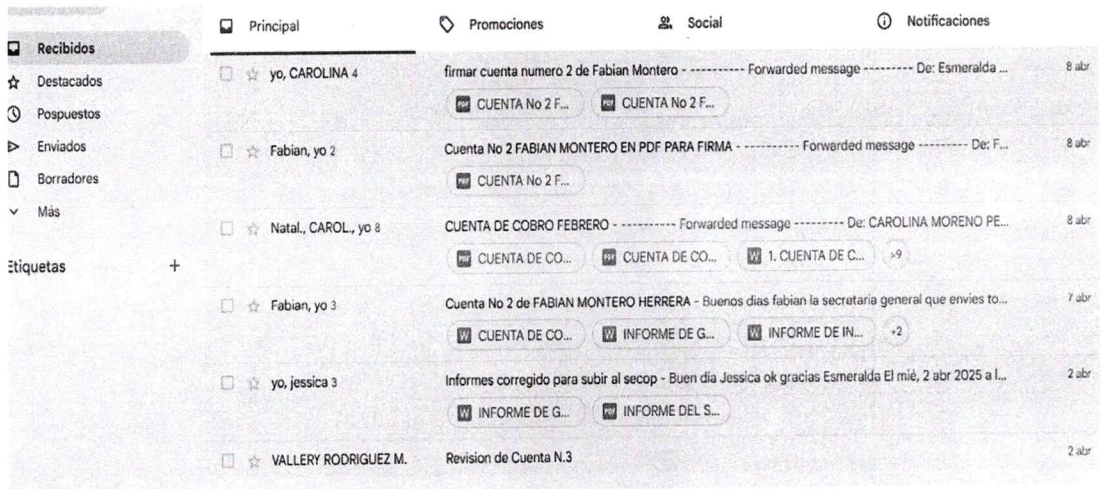 Principal
Promociones
Social
Notificaciones
Recibidos
Destacados
Pospuestos
Enviados
Borradores
Más
Etiquetas +
yo, CAROLINA 4 firmar cuenta numero 2 de Fabian Montero - ---------- Forwarded message --------- De: Esmeralda ... 8 abr
PDF CUENTA No 2 F... PDF CUENTA No 2 F...
Fabian, yo 2 Cuenta No 2 FABIAN MONTERO EN PDF PARA FIRMA - ---------- Forwarded message --------- De: F... 8 abr
PDF CUENTA No 2 F...
Natal., CAROL., yo 8 CUENTA DE COBRO FEBRERO - ---------- Forwarded message --------- De: CAROLINA MORENO PE... 8 abr
PDF CUENTA DE CO... PDF CUENTA DE CO... W 1. CUENTA DE C... +9
Fabian, yo 3 Cuenta No 2 de FABIAN MONTERO HERRERA - Buenos dias fabian la secretaria general que envies to... 7 abr
W CUENTA DE CO... W INFORME DE G... W INFORME DE IN... +2
yo, jessica 3 Informes corregido para subir al secop - Buen dia Jessica ok gracias Esmeralda El mié, 2 abr 2025 a l... 2 abr
W INFORME DE G... PDF INFORME DEL S...
VALLERY RODRIGUEZ M. Revision de Cuenta N.3 2 abr